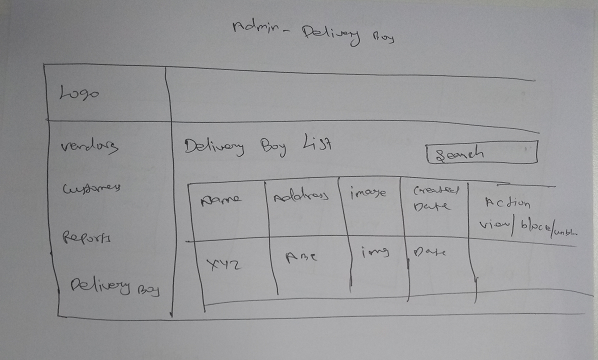 Admin - Delivery Boy
Logo
Vendors
Delivery Boy List
Search
Customers
Name Address image Created Date Action view/block/unbl.
Reports
XYZ ABC img Date
Delivery Boy